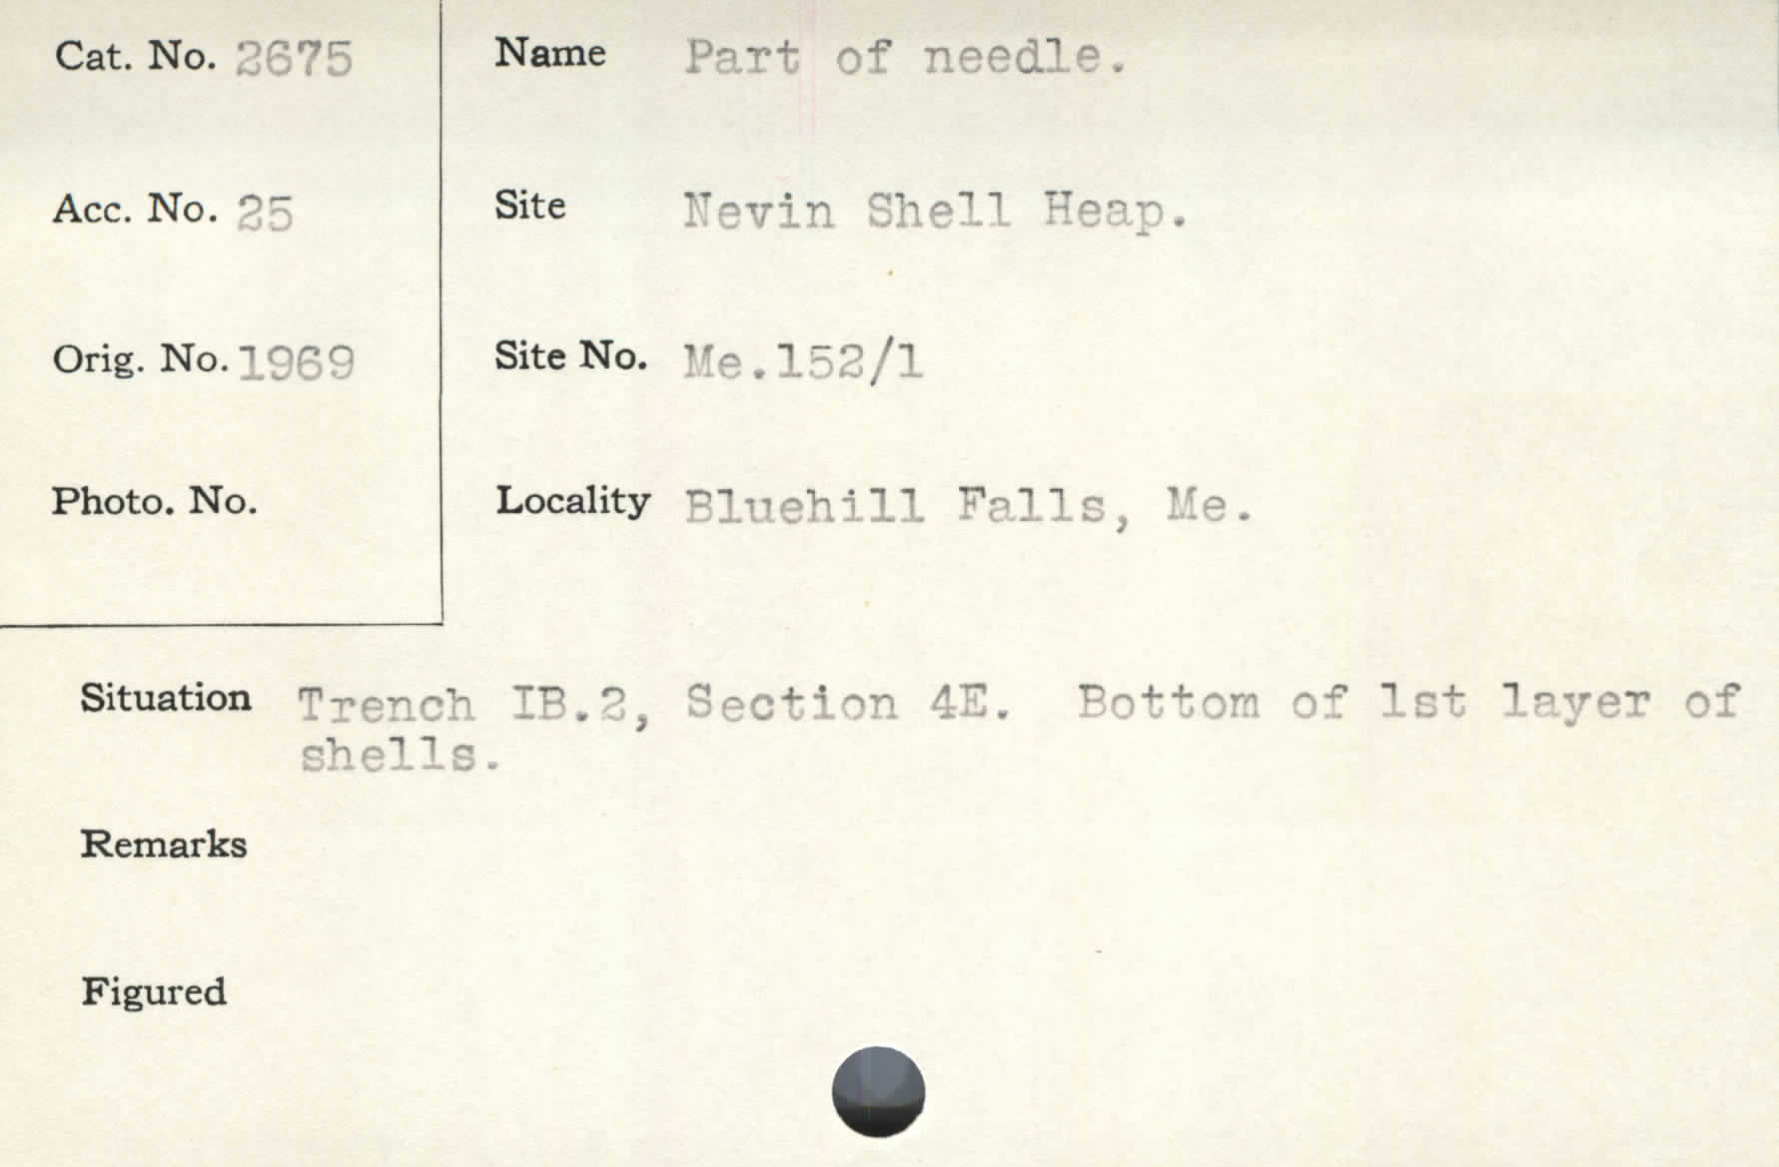 Cat. No. 2675
Acc. No. 25
Orig. No. 1969
Photo. No.
Name Part of needle.
Site Nevin Shell Heap.
Site No. Me.152/1
Locality Bluehill Falls, Me.
Situation Trench IB.2, Section 4E. Bottom of 1st layer of
shells.
Remarks
Figured